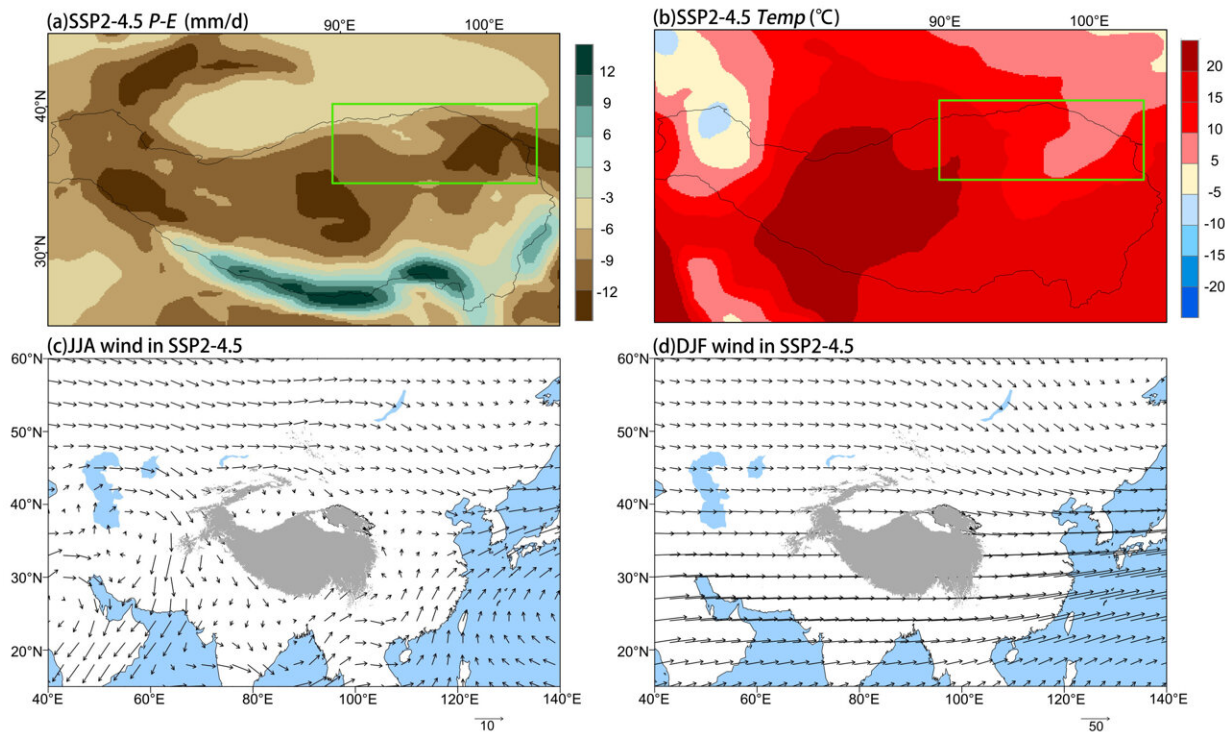 (a)SSP2-4.5 P-E (mm/d)
90°E
100°E
40°N
30°N
12
9
6
3
-3
-6
-9
-12
(b)SSP2-4.5 Temp (°C)
90°E
100°E
20
15
10
5
-5
-10
-15
-20
(c)JJA wind in SSP2-4.5
60°N
50°N
40°N
30°N
20°N
40°E
60°E
80°E
100°E
120°E
140°E
10
(d)DJF wind in SSP2-4.5
60°N
50°N
40°N
30°N
20°N
40°E
60°E
80°E
100°E
120°E
140°E
50